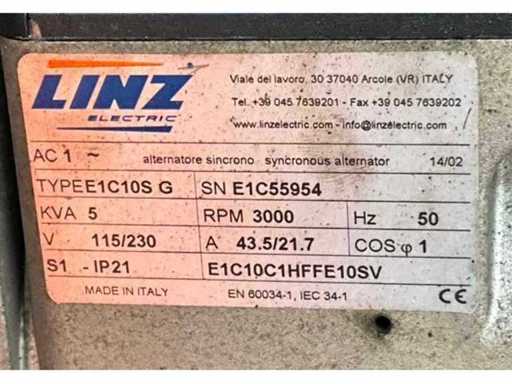 LINZ
ELECTRIC
Viale del lavoro, 30 37040 Arcole (VR) ITALY
Tel. +39 045 7639201 - Fax +39 045 7639202
www.linzelectric.com - info@linzelectric.com
AC 1 ~ alternatore sincrono syncronous alternator 14/02
TYPE E1C10S G SN E1C55954
KVA 5 RPM 3000 Hz 50
V 115/230 A 43.5/21.7 COS φ 1
S1 - IP21 E1C10C1HFFE10SV
MADE IN ITALY EN 60034-1, IEC 34-1 CE